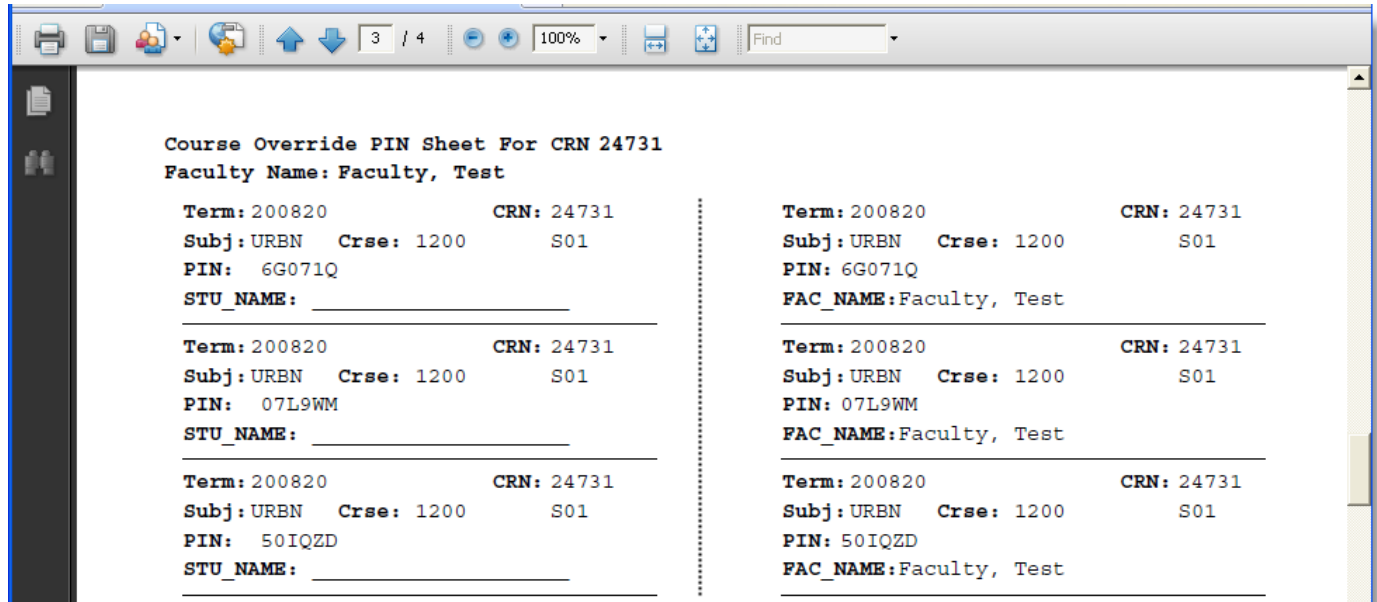 3 / 4 100% Find
Course Override PIN Sheet For CRN 24731
Faculty Name: Faculty, Test
Term: 200820 CRN: 24731
Subj: URBN Crse: 1200 S01
PIN: 6G071Q
STU_NAME: ____________________
Term: 200820 CRN: 24731
Subj: URBN Crse: 1200 S01
PIN: 6G071Q
FAC_NAME: Faculty, Test
Term: 200820 CRN: 24731
Subj: URBN Crse: 1200 S01
PIN: 07L9WM
STU_NAME: ____________________
Term: 200820 CRN: 24731
Subj: URBN Crse: 1200 S01
PIN: 07L9WM
FAC_NAME: Faculty, Test
Term: 200820 CRN: 24731
Subj: URBN Crse: 1200 S01
PIN: 50IQZD
STU_NAME: ____________________
Term: 200820 CRN: 24731
Subj: URBN Crse: 1200 S01
PIN: 50IQZD
FAC_NAME: Faculty, Test